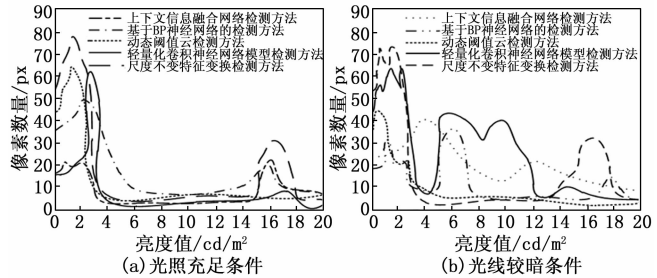 像素数量/px
90
80
70
60
50
40
30
20
10
0
0 2 4 6 8 10 12 14 16 18 20
上下文信息融合网络检测方法
基于BP神经网络的检测方法
动态阈值云检测方法
轻量化卷积神经网络模型检测方法
尺度不变特征变换检测方法
亮度值/cd/m²
(a)光照充足条件
像素数量/px
90
80
70
60
50
40
30
20
10
0
0 2 4 6 8 10 12 14 16 18 20
上下文信息融合网络检测方法
基于BP神经网络的检测方法
动态阈值云检测方法
轻量化卷积神经网络模型检测方法
尺度不变特征变换检测方法
亮度值/cd/m²
(b)光线较暗条件